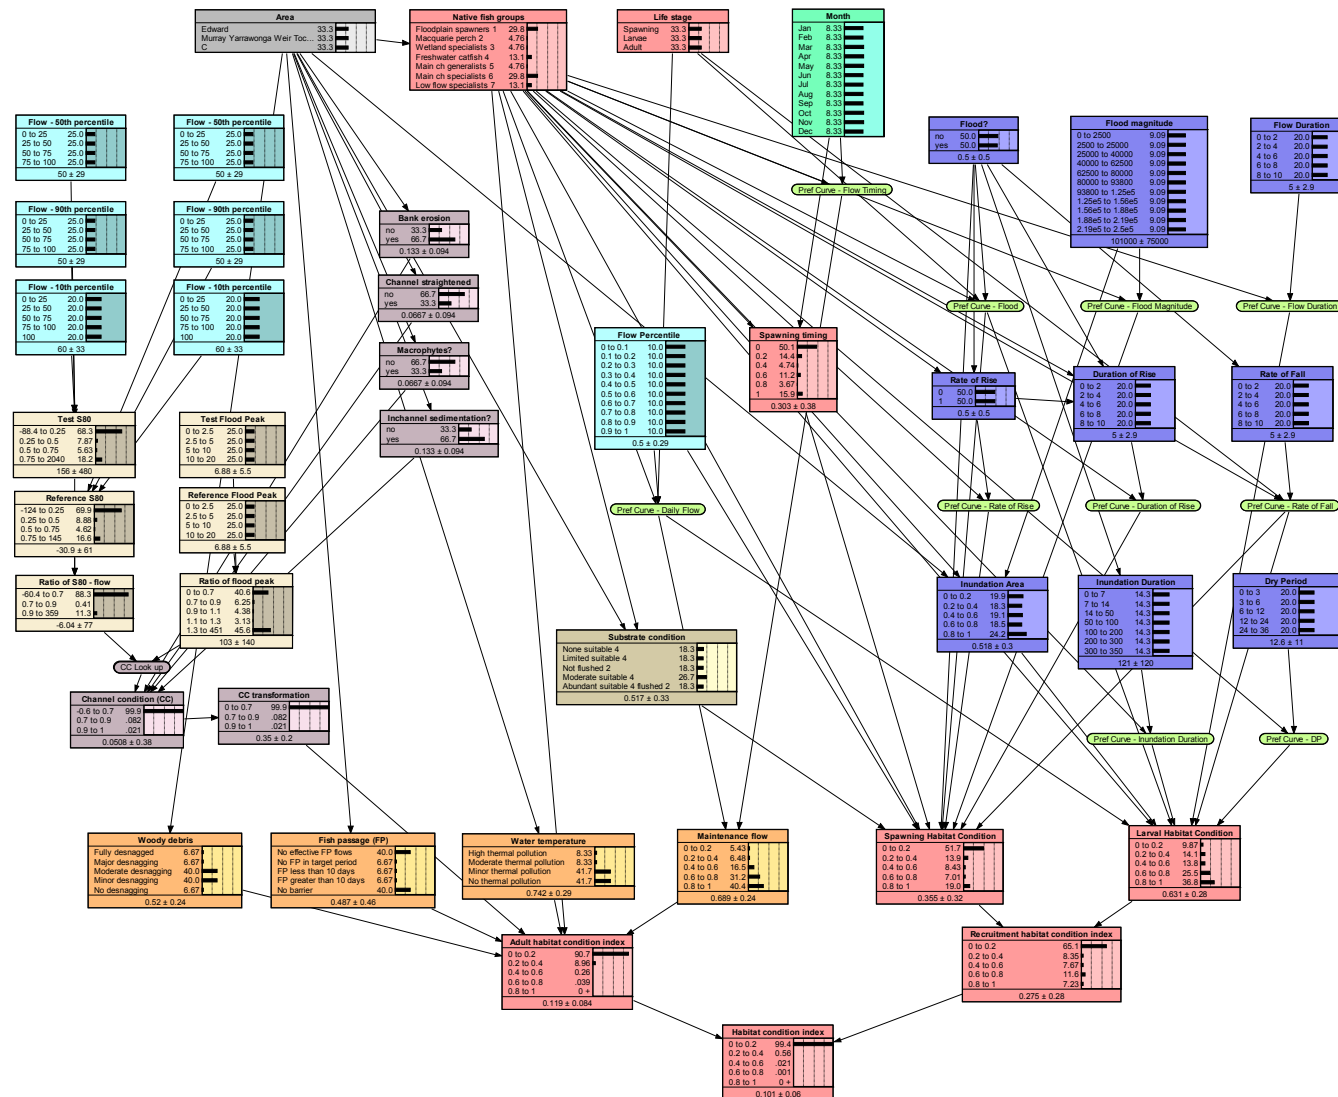 Area
Edward 33.3
Murray Yarrawonga Weir Toc... 33.3
C 33.3
Native fish groups
Floodplain spawners 1 29.8
Macquarie perch 2 4.76
Wetland specialists 3 4.76
Freshwater catfish 4 13.1
Main ch generalists 5 4.76
Main ch specialists 6 29.8
Low flow specialists 7 13.1
Life stage
Spawning 33.3
Larvae 33.3
Adult 33.3
Month
Jan 8.33
Feb 8.33
Mar 8.33
Apr 8.33
May 8.33
Jun 8.33
Jul 8.33
Aug 8.33
Sep 8.33
Oct 8.33
Nov 8.33
Dec 8.33
Flow - 50th percentile
0 to 25 25.0
25 to 50 25.0
50 to 75 25.0
75 to 100 25.0
50 ± 29
Flow - 50th percentile
0 to 25 25.0
25 to 50 25.0
50 to 75 25.0
75 to 100 25.0
50 ± 29
Flood?
no 50.0
yes 50.0
0.5 ± 0.5
Flood magnitude
0 to 2500 9.09
2500 to 25000 9.09
25000 to 40000 9.09
40000 to 62500 9.09
62500 to 80000 9.09
80000 to 93800 9.09
93800 to 1.25e5 9.09
1.25e5 to 1.56e5 9.09
1.56e5 to 1.88e5 9.09
1.88e5 to 2.19e5 9.09
2.19e5 to 2.5e5 9.09
101000 ± 75000
Flow Duration
0 to 2 20.0
2 to 4 20.0
4 to 6 20.0
6 to 8 20.0
8 to 10 20.0
5 ± 2.9
Pref Curve - Flow Timing
Flow - 90th percentile
0 to 25 25.0
25 to 50 25.0
50 to 75 25.0
75 to 100 25.0
50 ± 29
Flow - 90th percentile
0 to 25 25.0
25 to 50 25.0
50 to 75 25.0
75 to 100 25.0
50 ± 29
Bank erosion
no 33.3
yes 66.7
0.133 ± 0.094
Flow - 10th percentile
0 to 25 20.0
25 to 50 20.0
50 to 75 20.0
75 to 100 20.0
100 20.0
60 ± 33
Flow - 10th percentile
0 to 25 20.0
25 to 50 20.0
50 to 75 20.0
75 to 100 20.0
100 20.0
60 ± 33
Channel straightened
no 66.7
yes 33.3
0.0667 ± 0.094
Pref Curve - Flood
Pref Curve - Flood Magnitude
Pref Curve - Flow Duration
Macrophytes?
no 66.7
yes 33.3
0.0667 ± 0.094
Flow Percentile
0 to 0.1 10.0
0.1 to 0.2 10.0
0.2 to 0.3 10.0
0.3 to 0.4 10.0
0.4 to 0.5 10.0
0.5 to 0.6 10.0
0.6 to 0.7 10.0
0.7 to 0.8 10.0
0.8 to 0.9 10.0
0.9 to 1 10.0
0.5 ± 0.29
Spawning timing
0 50.1
0.2 14.4
0.4 4.74
0.6 11.2
0.8 3.67
1 15.9
0.303 ± 0.38
Rate of Rise
0 50.0
1 50.0
0.5 ± 0.5
Duration of Rise
0 to 2 20.0
2 to 4 20.0
4 to 6 20.0
6 to 8 20.0
8 to 10 20.0
5 ± 2.9
Rate of Fall
0 to 2 20.0
2 to 4 20.0
4 to 6 20.0
6 to 8 20.0
8 to 10 20.0
5 ± 2.9
Test S80
-88.4 to 0.25 68.3
0.25 to 0.5 7.87
0.5 to 0.75 5.63
0.75 to 2040 18.2
156 ± 480
Test Flood Peak
0 to 2.5 25.0
2.5 to 5 25.0
5 to 10 25.0
10 to 20 25.0
6.88 ± 5.5
Inchannel sedimentation?
no 33.3
yes 66.7
0.133 ± 0.094
Reference S80
-124 to 0.25 69.9
0.25 to 0.5 8.88
0.5 to 0.75 4.62
0.75 to 145 16.6
-30.9 ± 61
Reference Flood Peak
0 to 2.5 25.0
2.5 to 5 25.0
5 to 10 25.0
10 to 20 25.0
6.88 ± 5.5
Pref Curve - Daily Flow
Pref Curve - Rate of Rise
Pref Curve - Duration of Rise
Pref Curve - Rate of Fall
Ratio of S80 - flow
-60.4 to 0.7 88.3
0.7 to 0.9 0.41
0.9 to 359 11.3
-6.04 ± 77
Ratio of flood peak
0 to 0.7 40.6
0.7 to 0.9 6.25
0.9 to 1.1 4.38
1.1 to 1.3 3.13
1.3 to 451 45.6
103 ± 140
Inundation Area
0 to 0.2 19.9
0.2 to 0.4 18.3
0.4 to 0.6 19.1
0.6 to 0.8 18.5
0.8 to 1 24.2
0.518 ± 0.3
Inundation Duration
0 to 7 14.3
7 to 14 14.3
14 to 50 14.3
50 to 100 14.3
100 to 200 14.3
200 to 300 14.3
300 to 350 14.3
121 ± 120
Dry Period
0 to 3 20.0
3 to 6 20.0
6 to 12 20.0
12 to 24 20.0
24 to 36 20.0
12.6 ± 11
Substrate condition
None suitable 4 18.3
Limited suitable 4 18.3
Not flushed 2 18.3
Moderate suitable 4 26.7
Abundant suitable 4 flushed 2 18.3
0.517 ± 0.33
CC Look up
Channel condition (CC)
-0.6 to 0.7 99.9
0.7 to 0.9 .082
0.9 to 1 .021
0.0508 ± 0.38
CC transformation
0 to 0.7 99.9
0.7 to 0.9 .082
0.9 to 1 .021
0.35 ± 0.2
Pref Curve - Inundation Duration
Pref Curve - DP
Woody debris
Fully desnagged 6.67
Major desnagging 6.67
Moderate desnagging 40.0
Minor desnagging 40.0
No desnagging 6.67
0.52 ± 0.24
Fish passage (FP)
No effective FP flows 40.0
No FP in target period 6.67
FP less than 10 days 6.67
FP greater than 10 days 6.67
No barrier 40.0
0.487 ± 0.46
Water temperature
High thermal pollution 8.33
Moderate thermal pollution 8.33
Minor thermal pollution 41.7
No thermal pollution 41.7
0.742 ± 0.29
Maintenance flow
0 to 0.2 5.43
0.2 to 0.4 6.48
0.4 to 0.6 16.5
0.6 to 0.8 31.2
0.8 to 1 40.4
0.689 ± 0.24
Spawning Habitat Condition
0 to 0.2 51.7
0.2 to 0.4 13.9
0.4 to 0.6 8.43
0.6 to 0.8 7.01
0.8 to 1 19.0
0.355 ± 0.32
Larval Habitat Condition
0 to 0.2 9.87
0.2 to 0.4 14.1
0.4 to 0.6 13.8
0.6 to 0.8 25.5
0.8 to 1 36.8
0.631 ± 0.28
Adult habitat condition index
0 to 0.2 90.7
0.2 to 0.4 8.96
0.4 to 0.6 0.26
0.6 to 0.8 .039
0.8 to 1 0 +
0.119 ± 0.084
Recruitment habitat condition index
0 to 0.2 65.1
0.2 to 0.4 8.35
0.4 to 0.6 7.67
0.6 to 0.8 11.6
0.8 to 1 7.23
0.275 ± 0.28
Habitat condition index
0 to 0.2 99.4
0.2 to 0.4 0.56
0.4 to 0.6 .021
0.6 to 0.8 .001
0.8 to 1 0 +
0.101 ± 0.06